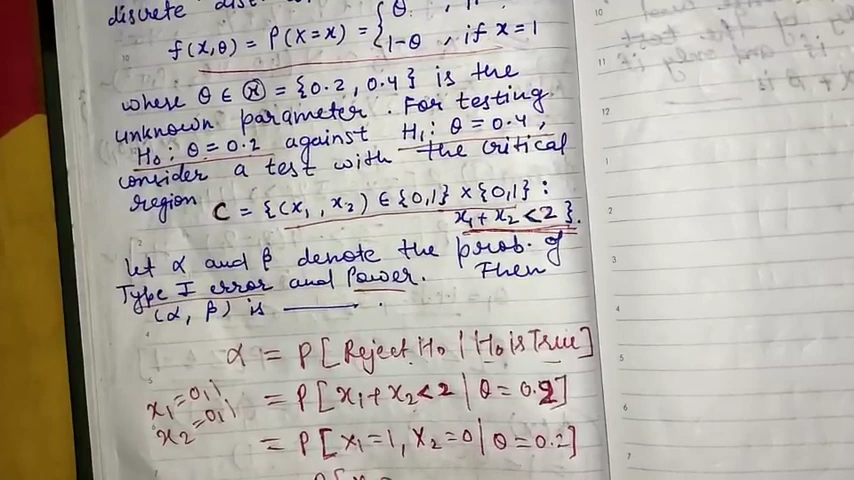 discrete
f(x,θ) = P(X=x) = { θ
1-θ , if x=1
where θ ∈ Ⓗ = {0.2, 0.4} is the
unknown parameter. For testing
H₀: θ=0.2 against H₁: θ=0.4,
consider a test with the critical
region C = {(x₁, x₂) ∈ {0,1} × {0,1} :
x₁+x₂<2}.
Let α and β denote the prob. of
Type I error and Power. Then
(α, β) is ———.
α = P[Reject H₀ | H₀ is True]
x₁=0,1
x₂=0,1
= P[x₁+x₂<2 | θ=0.2]
= P[x₁=1, X₂=0 | θ=0.2]